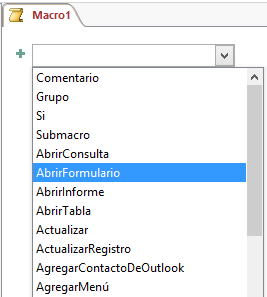 Macro1
Comentario
Grupo
Si
Submacro
AbrirConsulta
AbrirFormulario
AbrirInforme
AbrirTabla
Actualizar
ActualizarRegistro
AgregarContactoDeOutlook
AgregarMenú